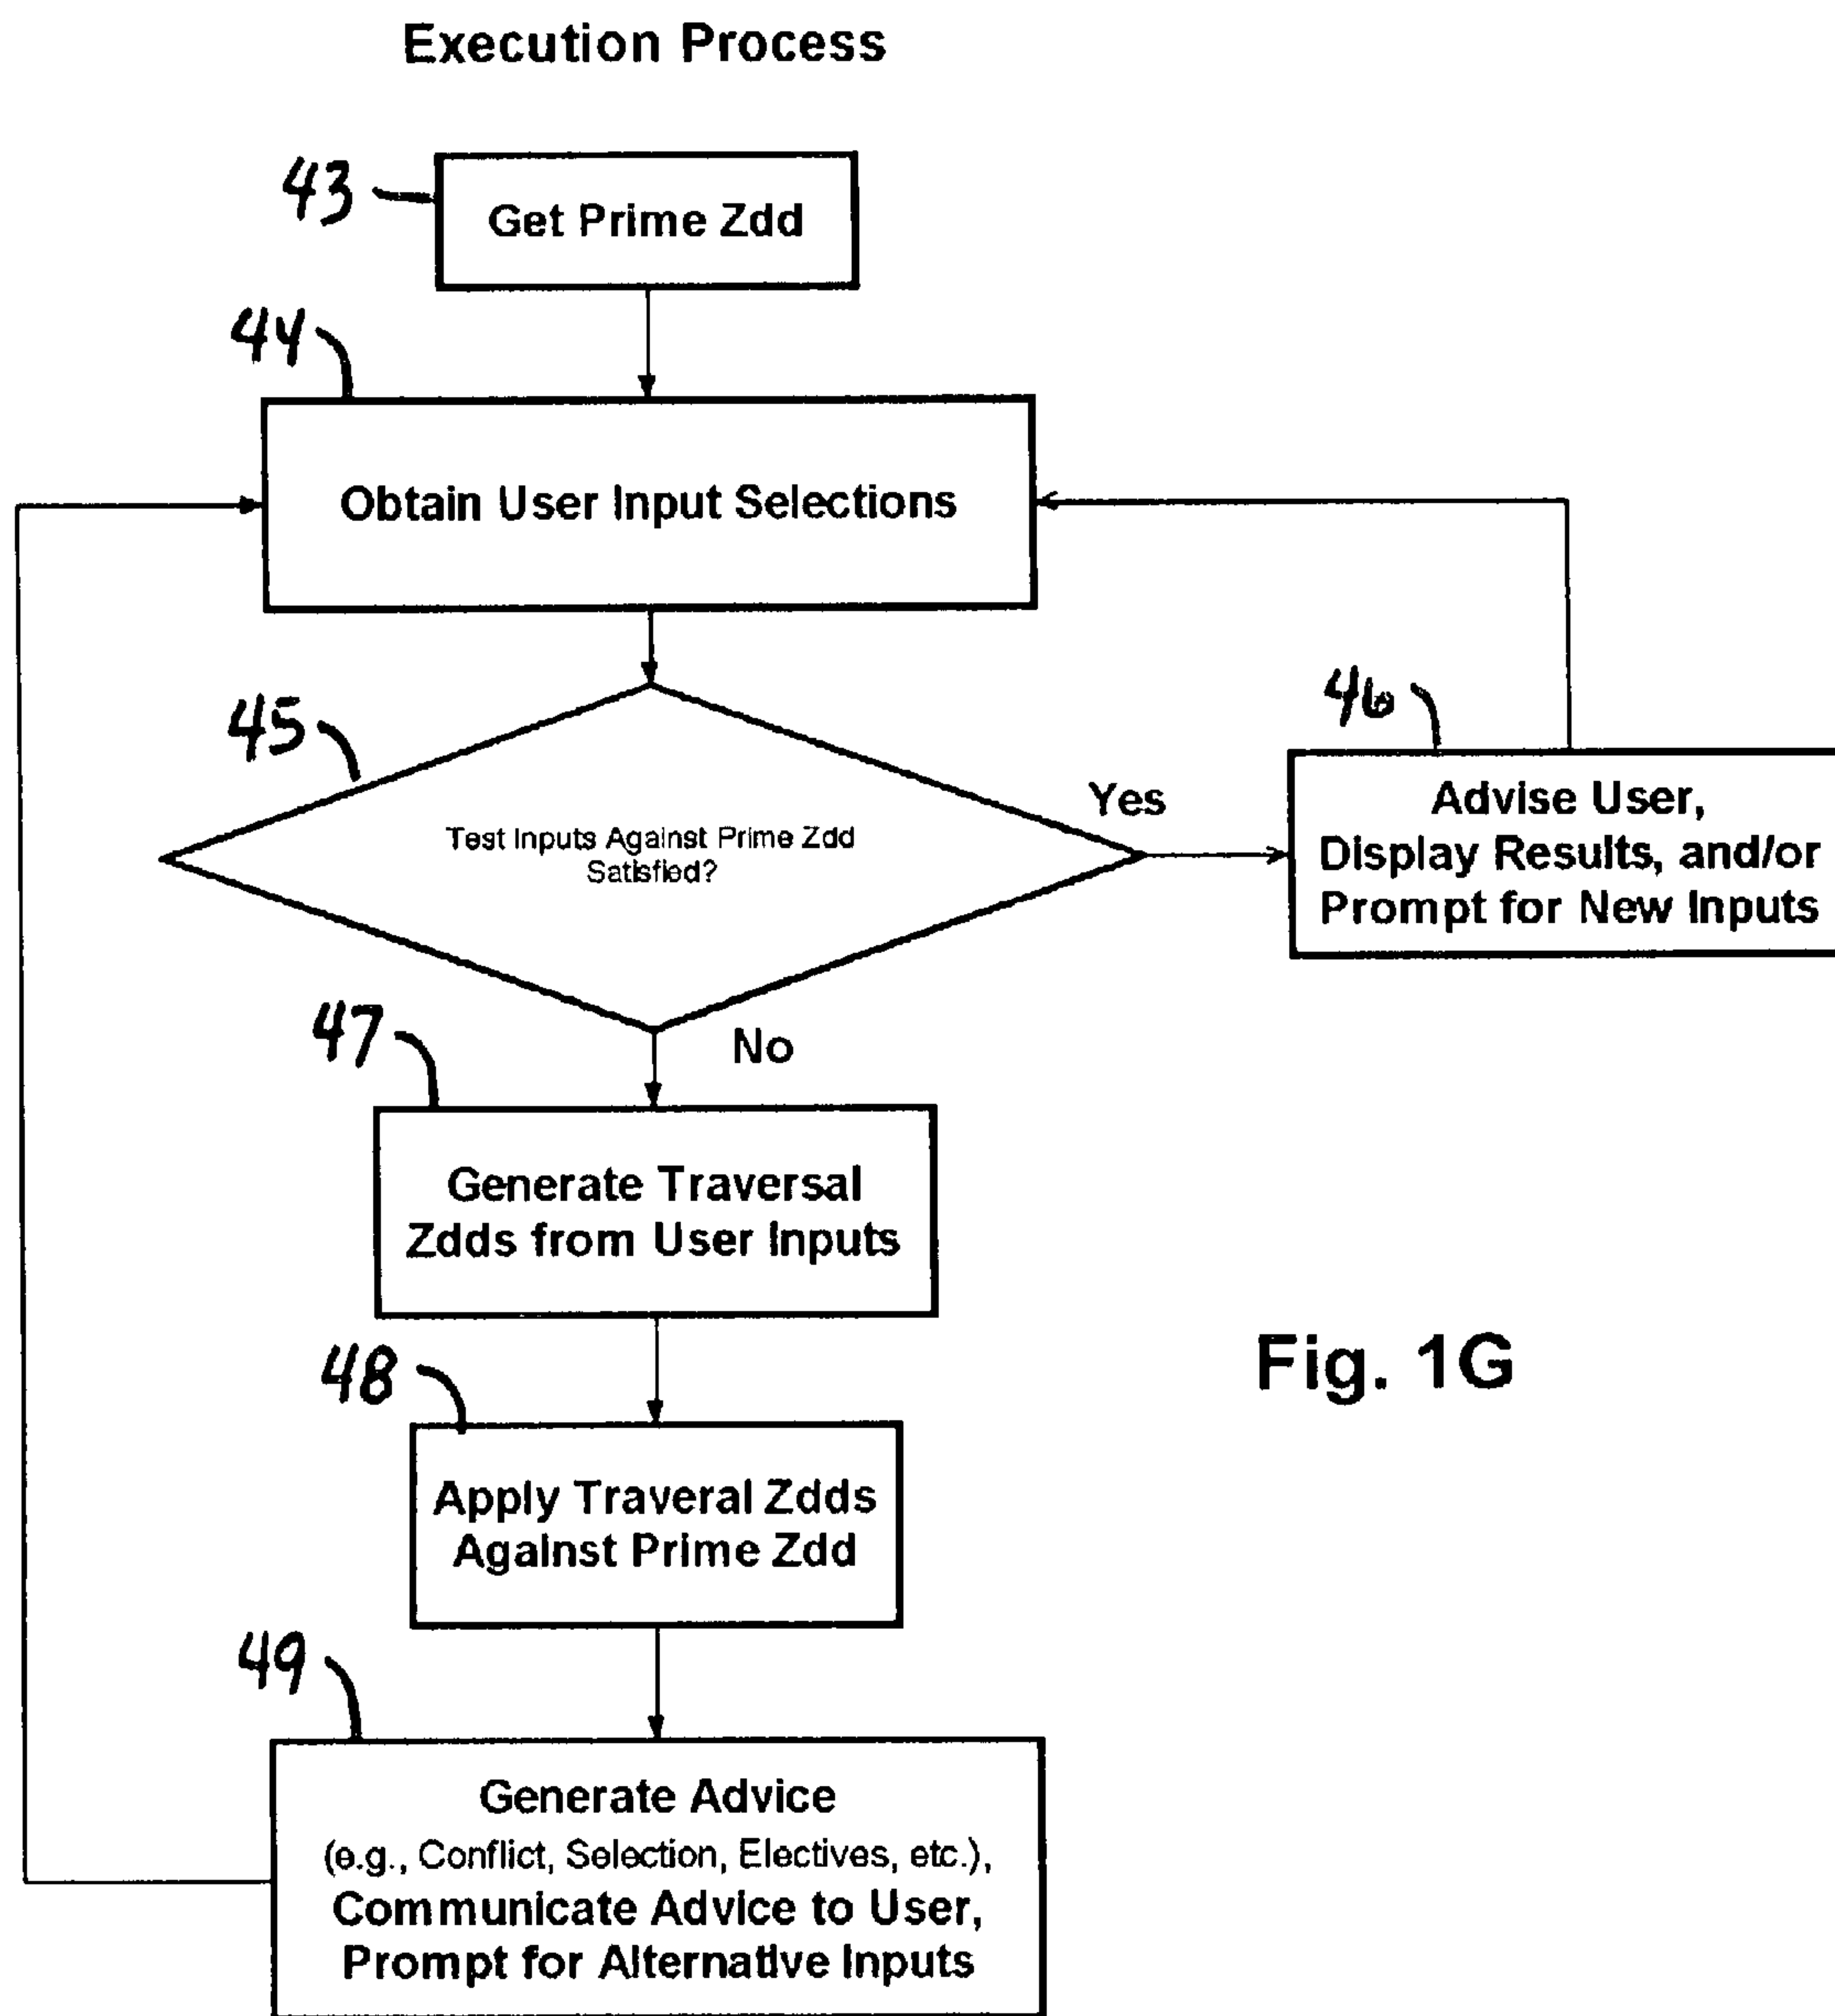 Execution Process
43
Get Prime Zdd
44
Obtain User Input Selections
45
Test Inputs Against Prime Zdd
Satisfied?
Yes
46
Advise User,
Display Results, and/or
Prompt for New Inputs
No
47
Generate Traversal
Zdds from User Inputs
48
Apply Traveral Zdds
Against Prime Zdd
Fig. 1G
49
Generate Advice
(e.g., Conflict, Selection, Electives, etc.),
Communicate Advice to User,
Prompt for Alternative Inputs